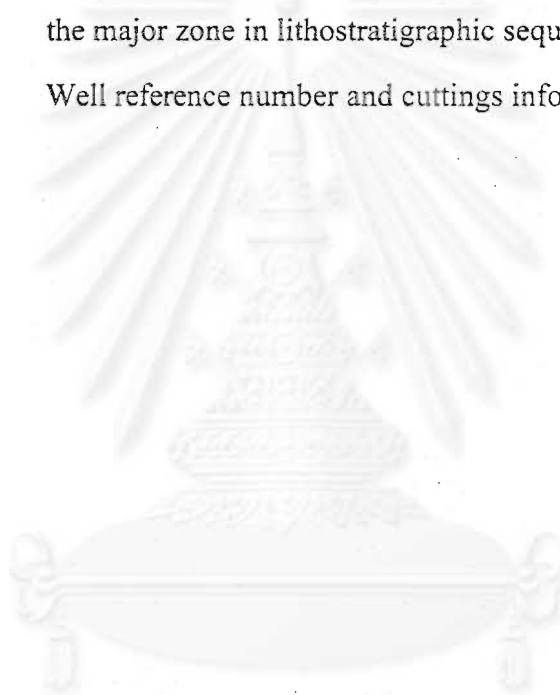 the major zone in lithostratigraphic sequ
Well reference number and cuttings info